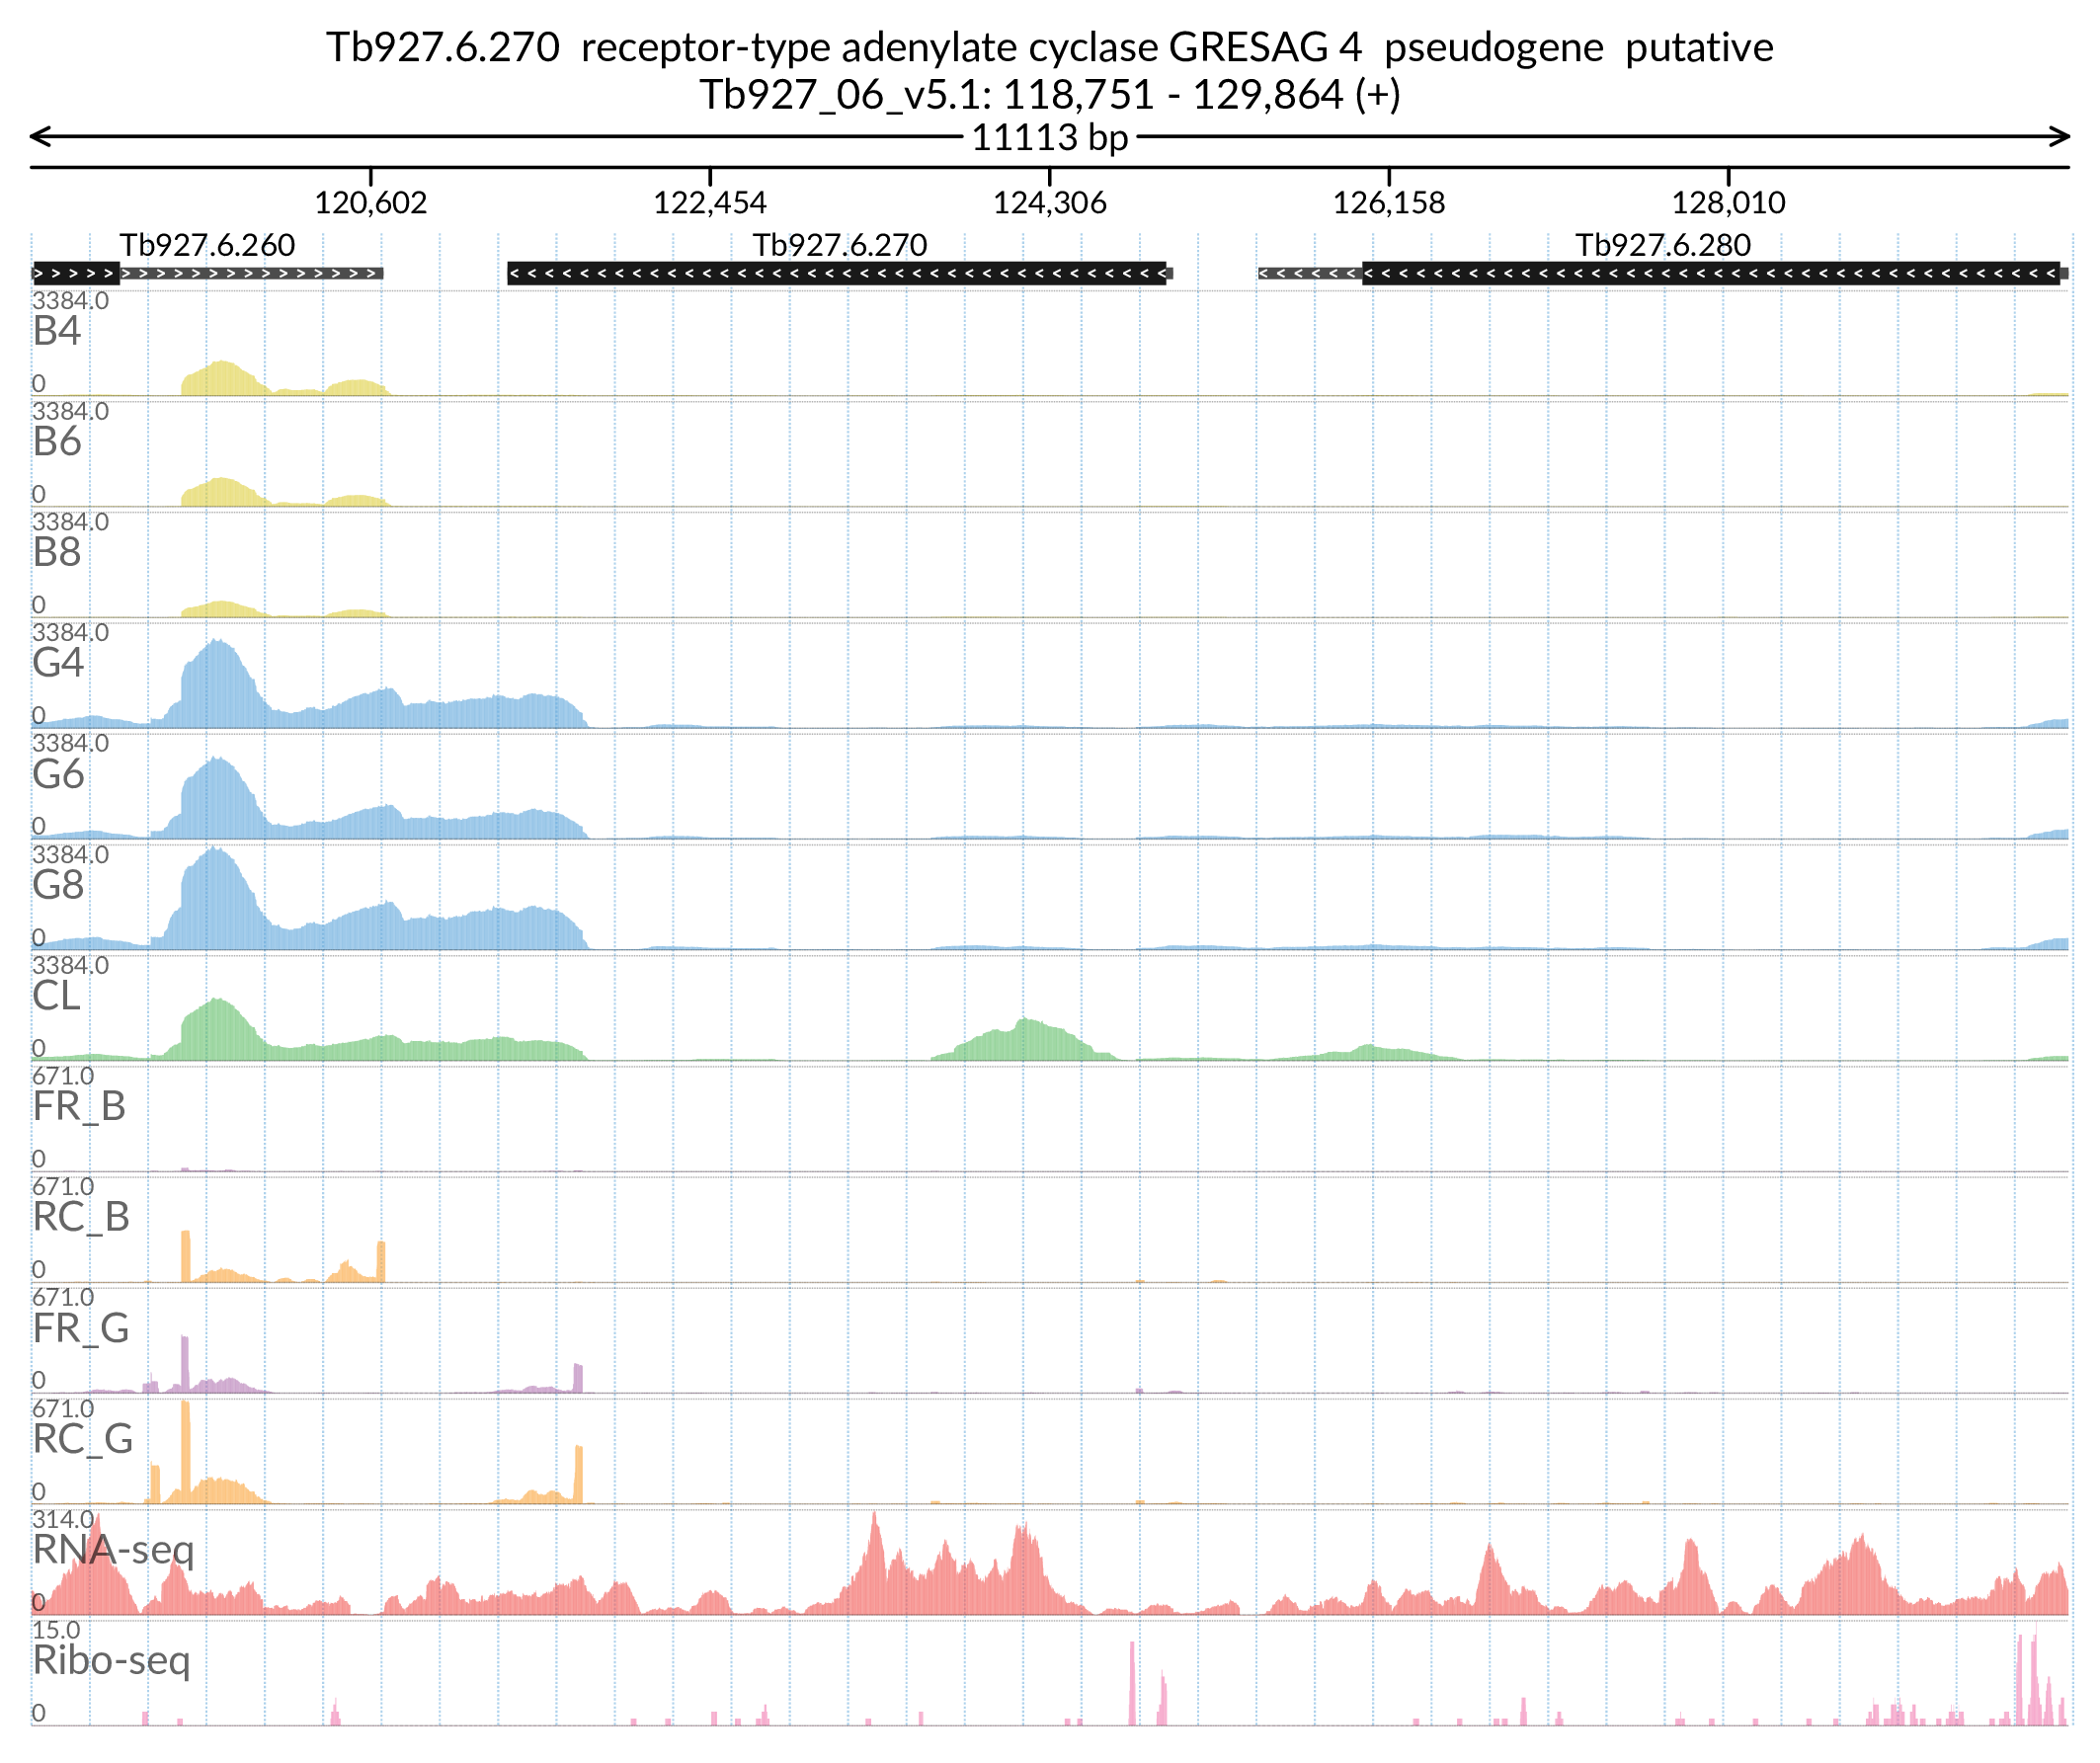 Tb927.6.270  receptor-type adenylate cyclase GRESAG 4  pseudogene  putative
Tb927_06_v5.1: 118,751 - 129,864 (+)
11113 bp
120,602 122,454 124,306 126,158 128,010
Tb927.6.260 Tb927.6.270 Tb927.6.280
3384.0
B4
0
3384.0
B6
0
3384.0
B8
0
3384.0
G4
0
3384.0
G6
0
3384.0
G8
0
3384.0
CL
0
671.0
FR_B
0
671.0
RC_B
0
671.0
FR_G
0
671.0
RC_G
0
314.0
RNA-seq
0
15.0
Ribo-seq
0